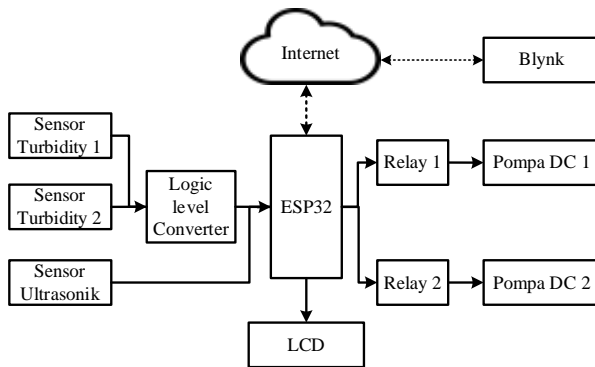 Internet
Blynk
Sensor
Turbidity 1
Sensor
Turbidity 2
Sensor
Ultrasonik
Logic
level
Converter
ESP32
Relay 1
Pompa DC 1
Relay 2
Pompa DC 2
LCD